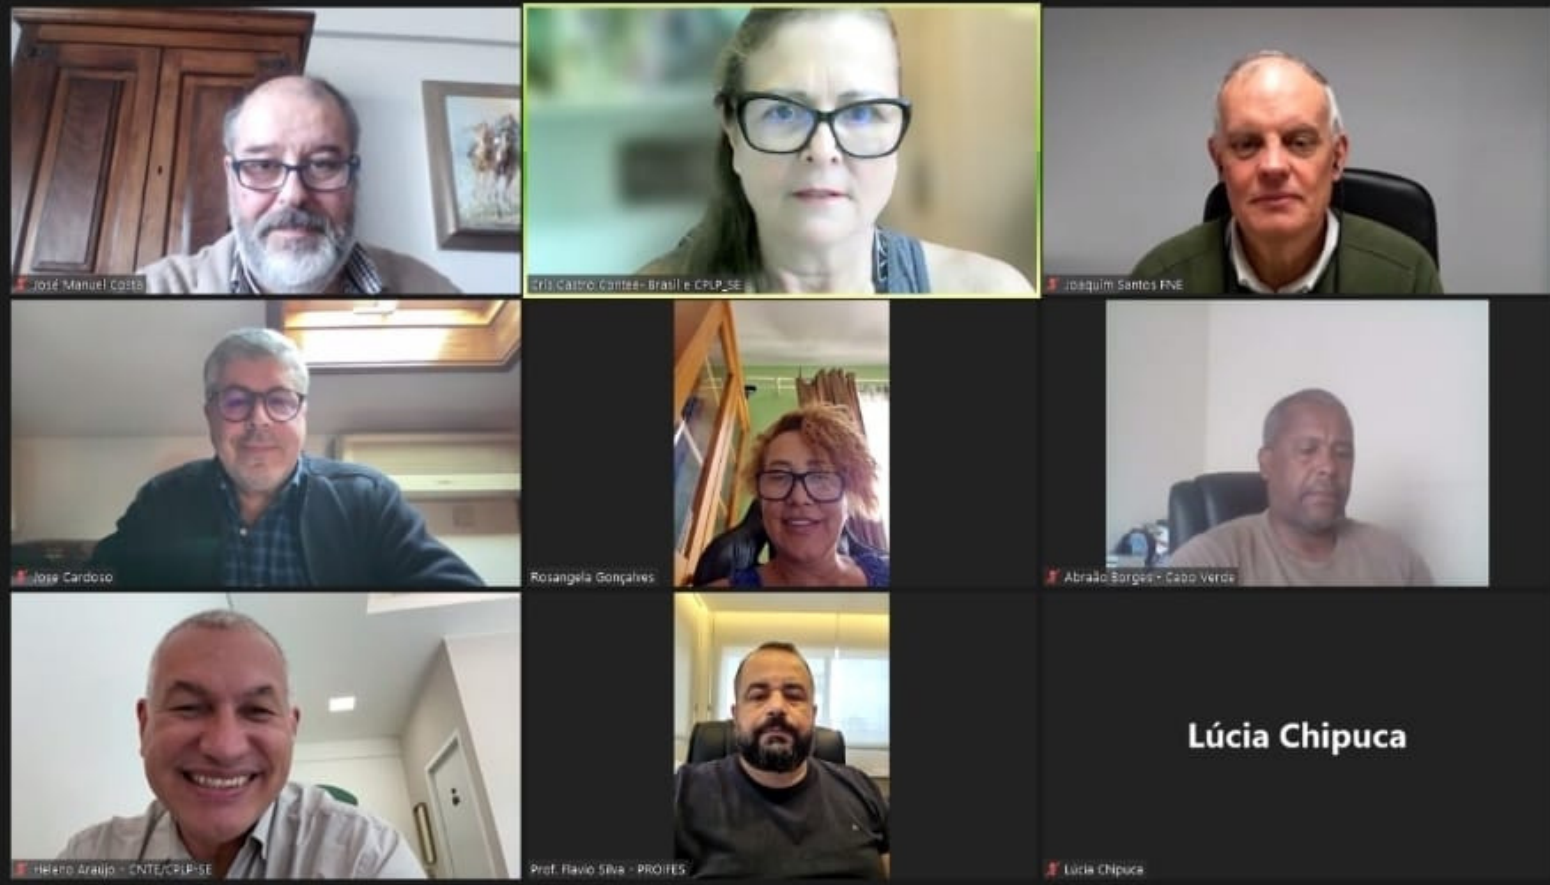 José Manuel Costa
Cris Castro Contee- Brasil e CPLP_SE
Joaquim Santos FNE
Jose Cardoso
Rosangela Gonçalves
Abraão Borges - Cabo Verde
Heleno Araújo - CNTE/CPLP-SE
Prof. Flavio Silva - PROIFES
Lúcia Chipuca
Lúcia Chipuca